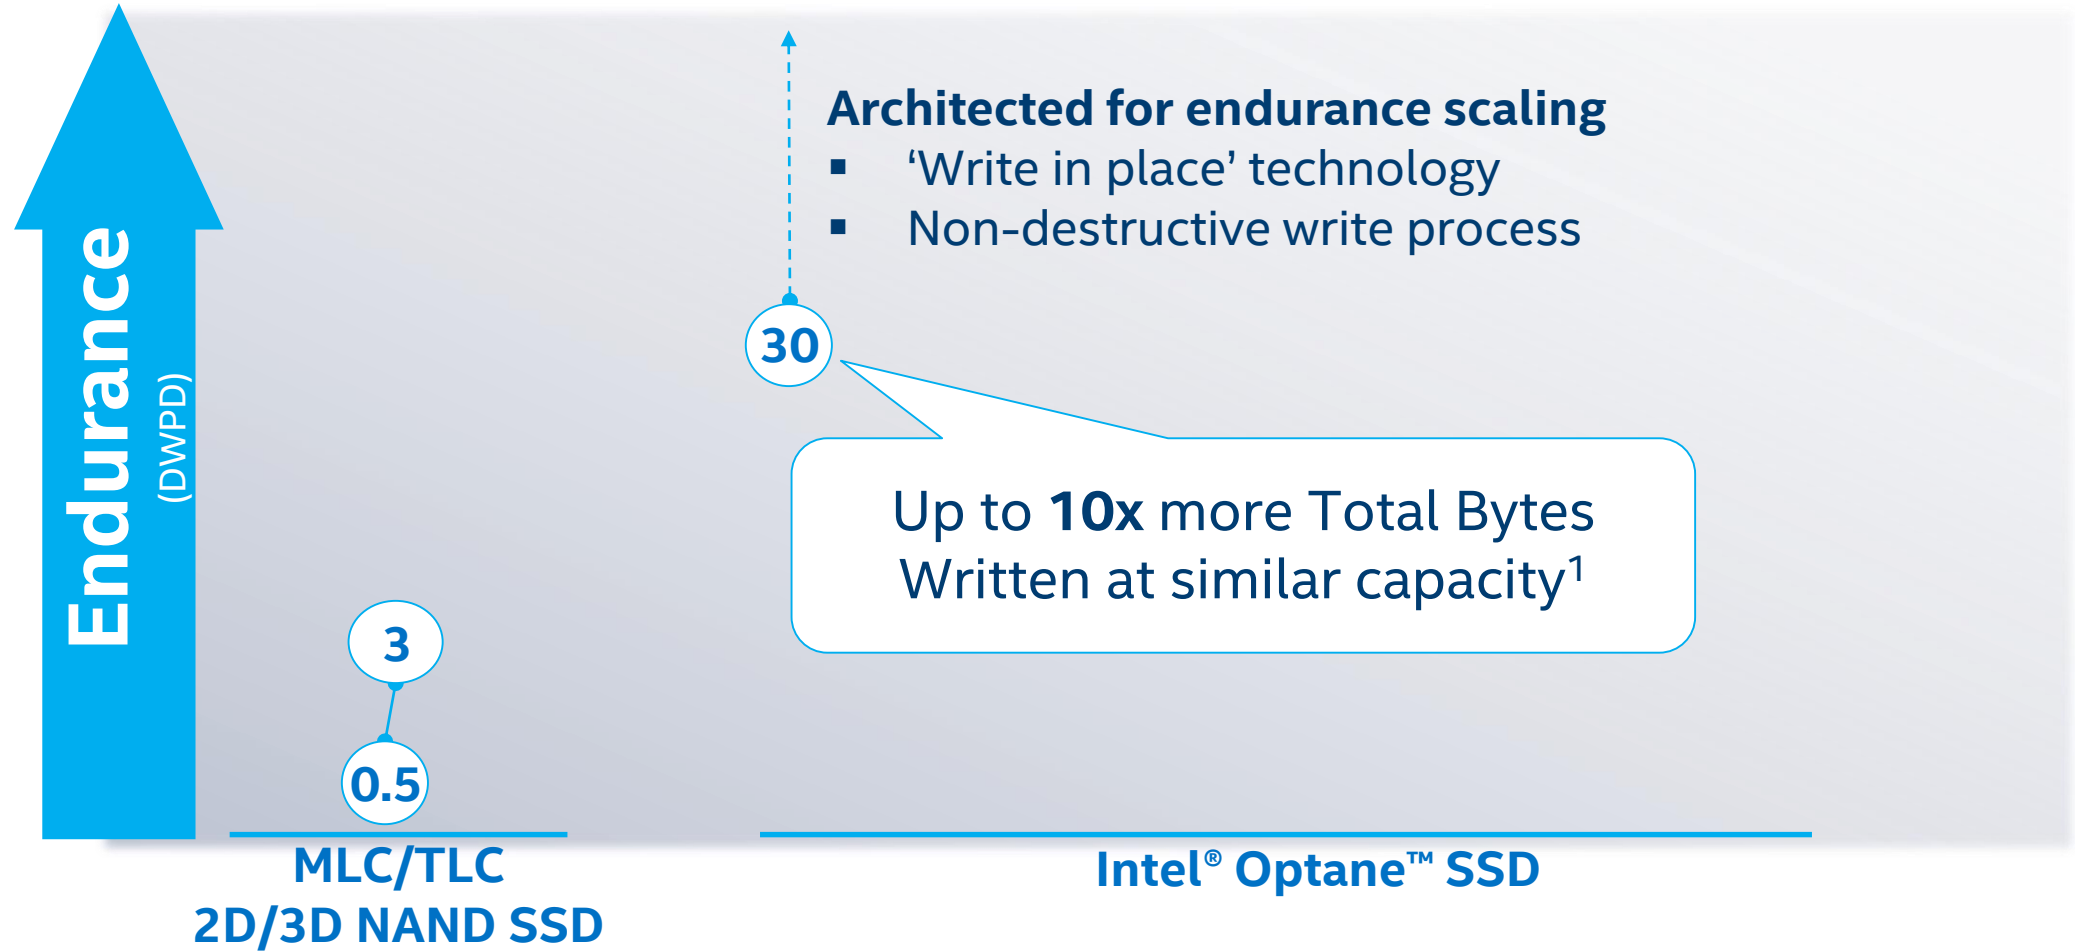 Endurance
(DWPD)
Architected for endurance scaling
▪ ‘Write in place’ technology
▪ Non-destructive write process
30
Up to 10x more Total Bytes
Written at similar capacity¹
3
0.5
MLC/TLC
2D/3D NAND SSD
Intel® Optane™ SSD